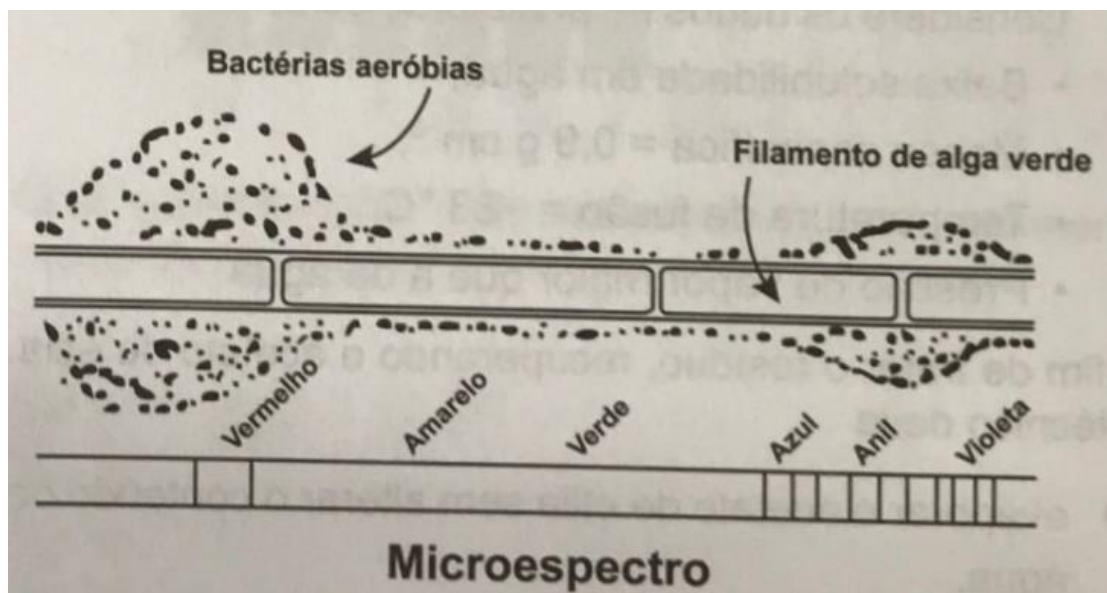 Bactérias aeróbias
Filamento de alga verde
Vermelho
Amarelo
Verde
Azul
Anil
Violeta
Microespectro